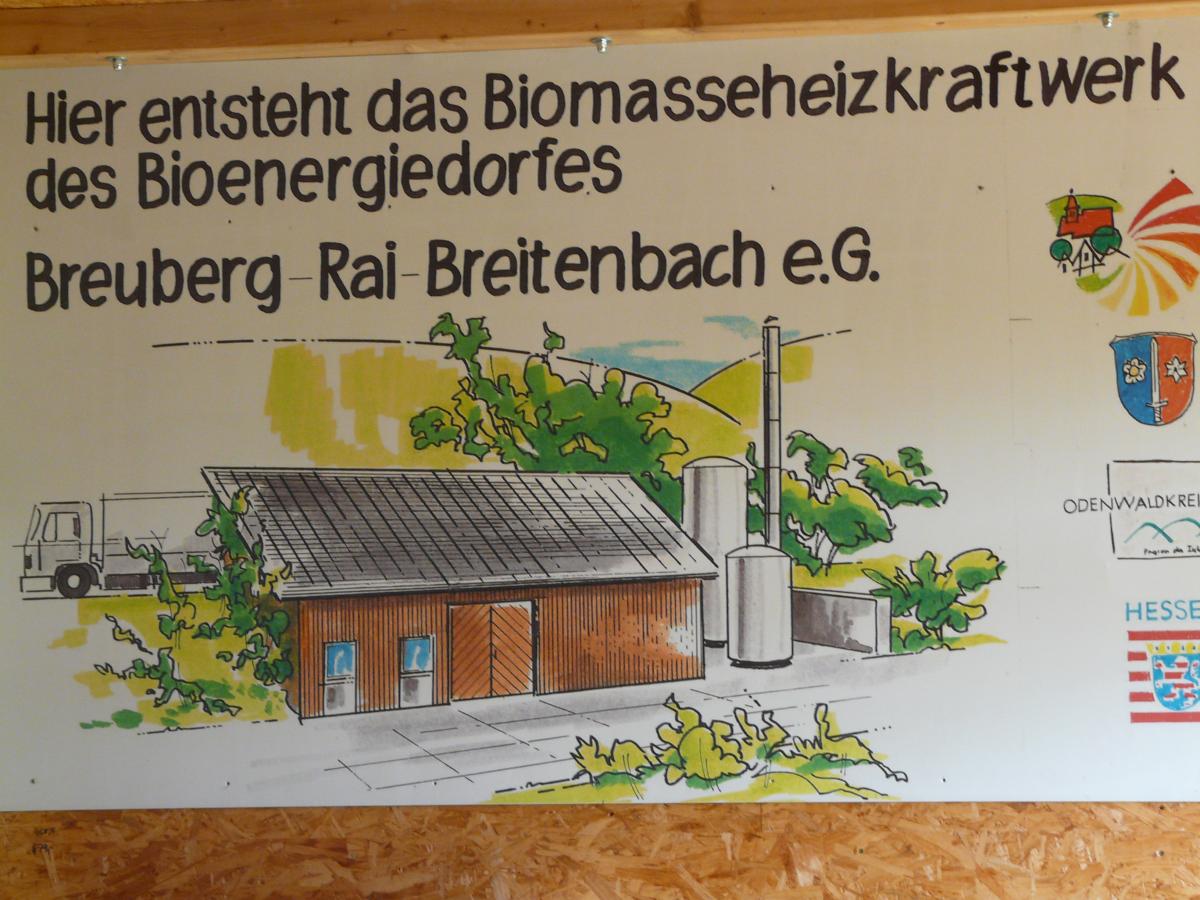 Hier entsteht das Biomasseheizkraftwerk
des Bioenergiedorfes
Breuberg-Rai-Breitenbach e.G.
ODENWALDKREI
HESSE